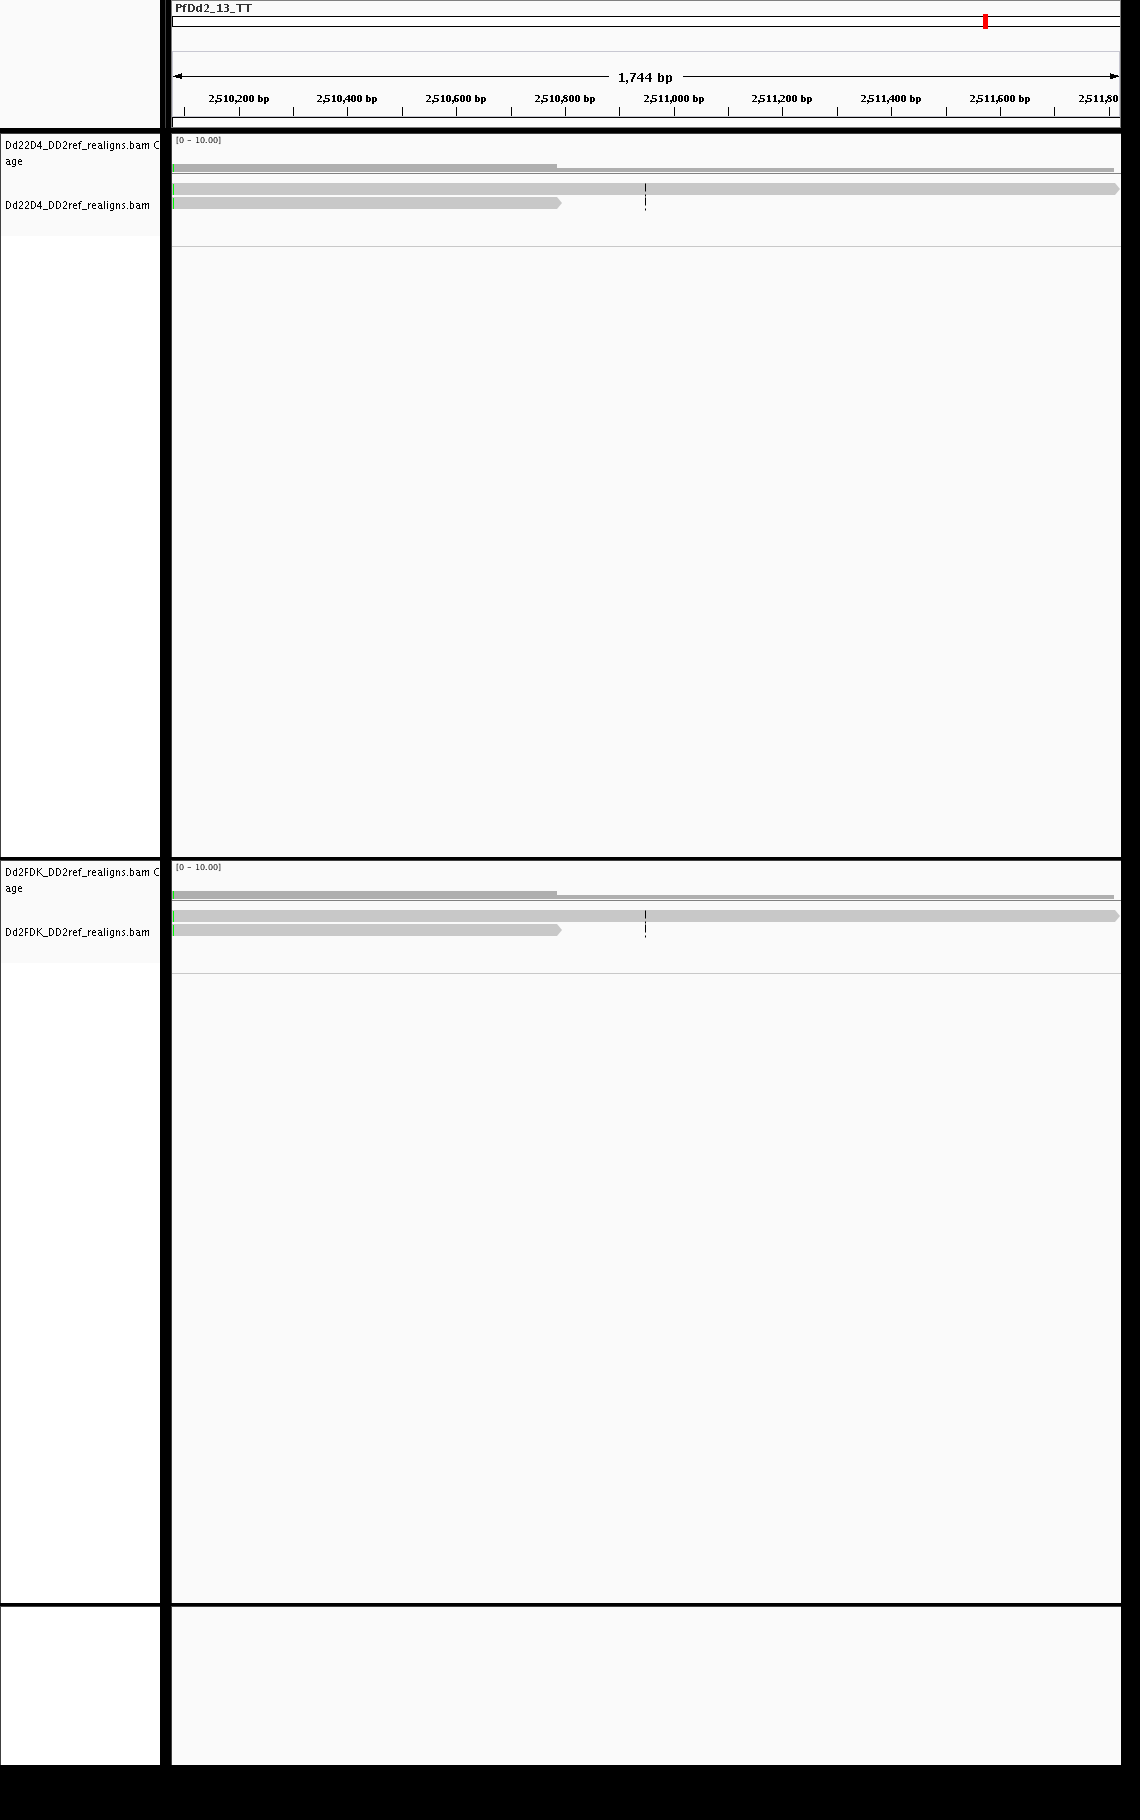 PfDd2_13_TT
1,744 bp
2,510,200 bp 2,510,400 bp 2,510,600 bp 2,510,800 bp 2,511,000 bp 2,511,200 bp 2,511,400 bp 2,511,600 bp 2,511,80
Dd22D4_DD2ref_realigns.bam C
age
[0 - 10.00]
Dd22D4_DD2ref_realigns.bam
Dd2FDK_DD2ref_realigns.bam C
age
[0 - 10.00]
Dd2FDK_DD2ref_realigns.bam